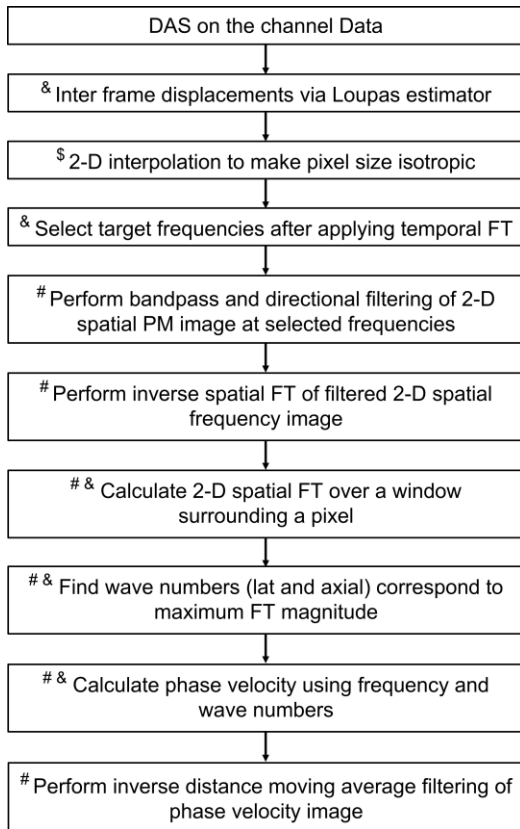 DAS on the channel Data
& Inter frame displacements via Loupas estimator
$ 2-D interpolation to make pixel size isotropic
& Select target frequencies after applying temporal FT
# Perform bandpass and directional filtering of 2-D
spatial PM image at selected frequencies
# Perform inverse spatial FT of filtered 2-D spatial
frequency image
# & Calculate 2-D spatial FT over a window
surrounding a pixel
# & Find wave numbers (lat and axial) correspond to
maximum FT magnitude
# & Calculate phase velocity using frequency and
wave numbers
# Perform inverse distance moving average filtering of
phase velocity image